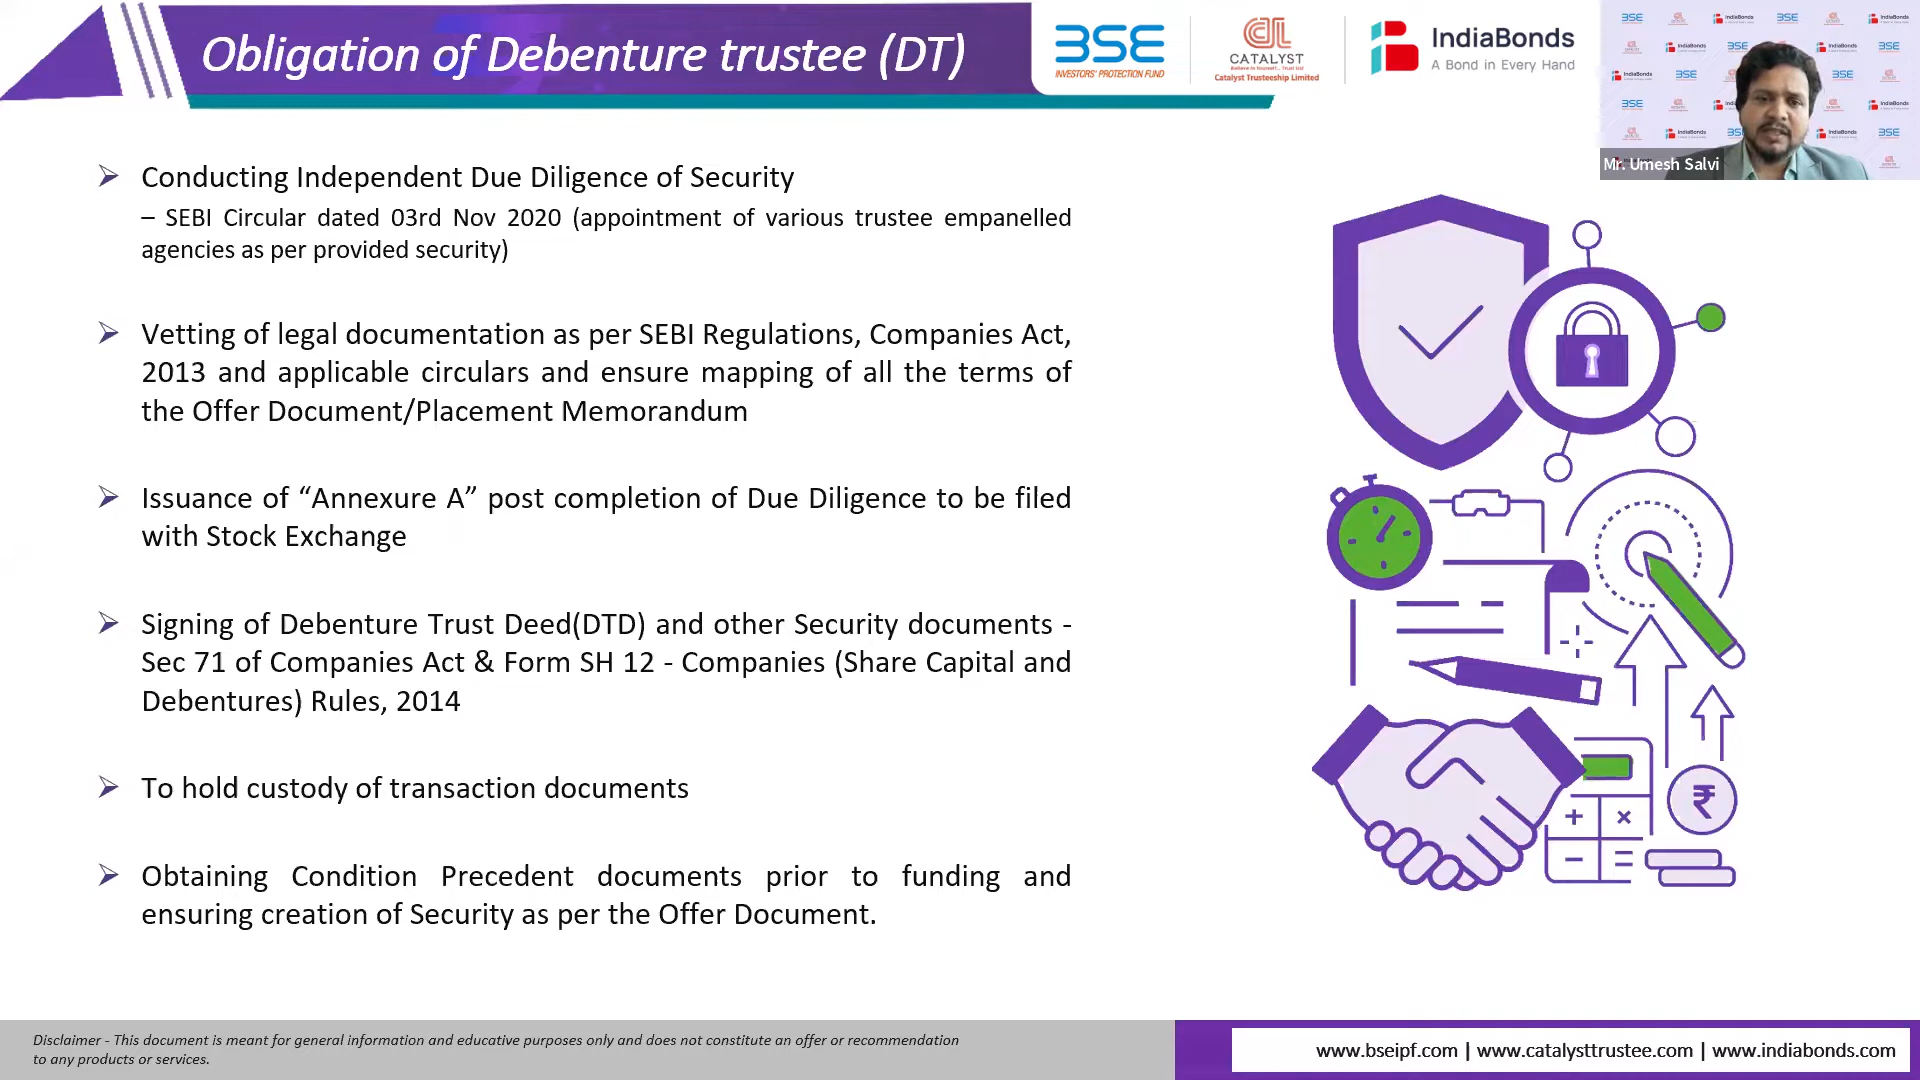 Obligation of Debenture trustee (DT)
BSE
INVESTORS' PROTECTION FUND
CATALYST
Catalyst Trusteeship Limited
IndiaBonds
A Bond in Every Hand
Mr. Umesh Salvi
➢ Conducting Independent Due Diligence of Security
– SEBI Circular dated 03rd Nov 2020 (appointment of various trustee empanelled
agencies as per provided security)
➢ Vetting of legal documentation as per SEBI Regulations, Companies Act,
2013 and applicable circulars and ensure mapping of all the terms of
the Offer Document/Placement Memorandum
➢ Issuance of “Annexure A” post completion of Due Diligence to be filed
with Stock Exchange
➢ Signing of Debenture Trust Deed(DTD) and other Security documents -
Sec 71 of Companies Act & Form SH 12 - Companies (Share Capital and
Debentures) Rules, 2014
➢ To hold custody of transaction documents
➢ Obtaining Condition Precedent documents prior to funding and
ensuring creation of Security as per the Offer Document.
₹
Disclaimer - This document is meant for general information and educative purposes only and does not constitute an offer or recommendation
to any products or services.
www.bseipf.com | www.catalysttrustee.com | www.indiabonds.com